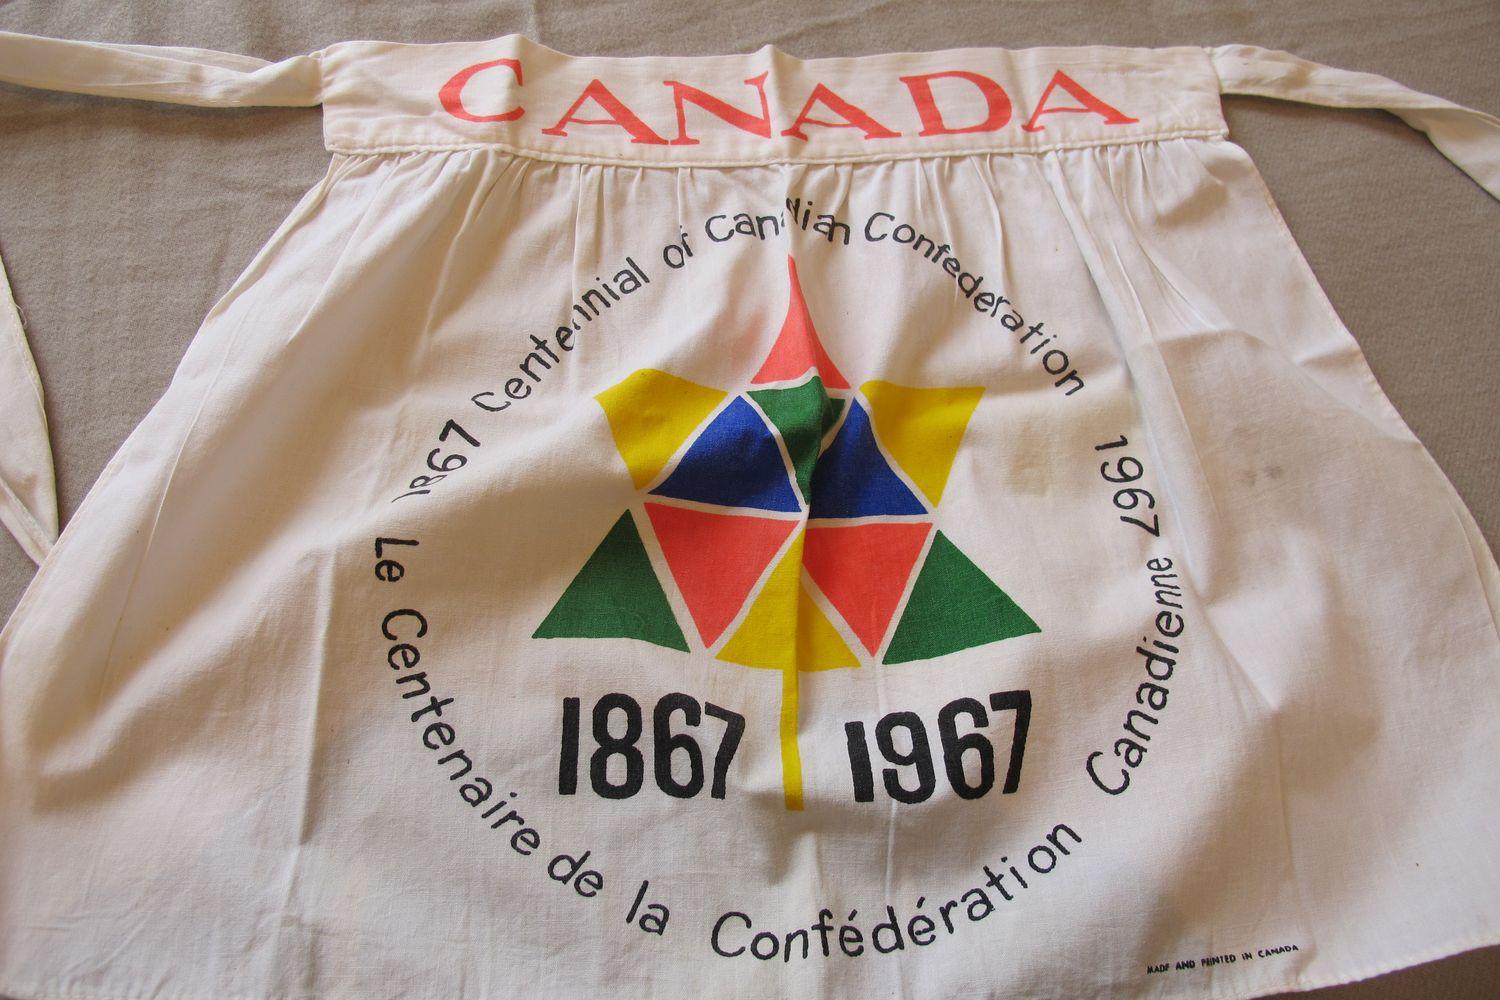 CANADA
1867 Centennial of Canadian Confederation 1967
Le Centenaire de la Confédération Canadienne
1867 1967
MADE AND PRINTED IN CANADA